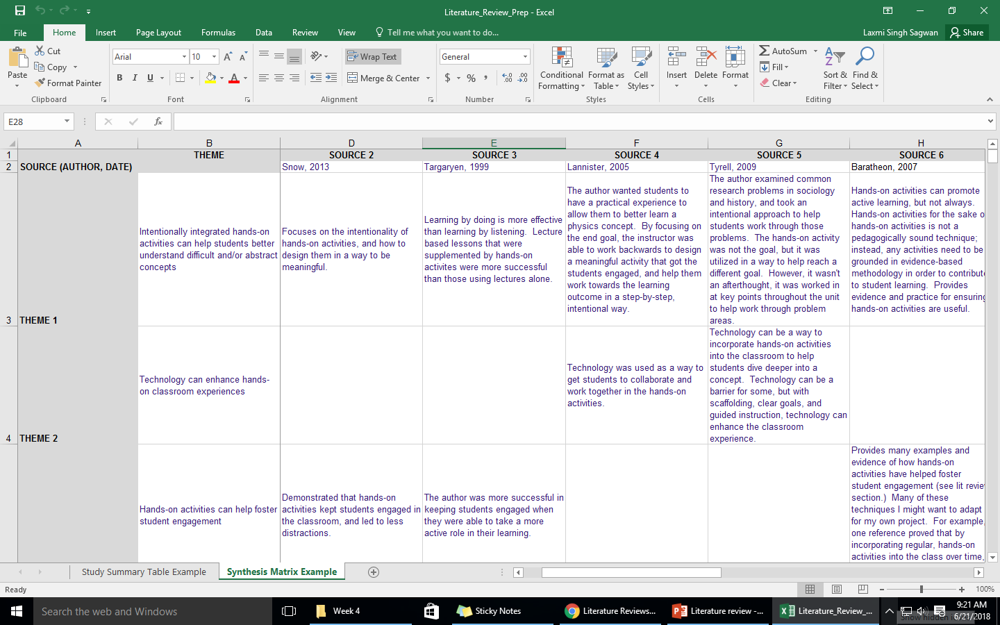 Literature_Review_Prep - Excel
File Home Insert Page Layout Formulas Data Review View Tell me what you want to do... Laxmi Singh Sagwan Share
Paste
Cut
Copy
Format Painter
Clipboard
Arial 10
B I U
Font
Wrap Text
Merge & Center
Alignment
General
$ % ,
Number
Conditional Formatting
Format as Table
Cell Styles
Styles
Insert Delete Format
Cells
AutoSum
Fill
Clear
Sort & Filter
Find & Select
Editing
E28 fx
A B D E F G H
1 THEME SOURCE 2 SOURCE 3 SOURCE 4 SOURCE 5 SOURCE 6
2 SOURCE (AUTHOR, DATE) Snow, 2013 Targaryen, 1999 Lannister, 2005 Tyrell, 2009 Baratheon, 2007
3 THEME 1
Intentionally integrated hands-on
activities can help students better
understand difficult and/or abstract
concepts
Focuses on the intentionality of
hands-on activities, and how to
design them in a way to be
meaningful.
Learning by doing is more effective
than learning by listening.  Lecture
based lessons that were
supplemented by hands-on
activites were more successful
than those using lectures alone.
The author wanted students to
have a practical experience to
allow them to better learn a
physics concept.  By focusing on
the end goal, the instructor was
able to work backwards to design
a meaningful activity that got the
students engaged, and help them
work towards the learning
outcome in a step-by-step,
intentional way.
The author examined common
research problems in sociology
and history, and took an
intentional approach to help
students work through those
problems.  The hands-on activity
was not the goal, but it was
utilized in a way to help reach a
different goal.  However, it wasn't
an afterthought, it was worked in
at key points throughout the unit
to help work through problem
areas.
Hands-on activities can promote
active learning, but not always.
Hands-on activities for the sake o
hands-on activities is not a
pedagogically sound technique;
instead, any activities need to be
grounded in evidence-based
methodology in order to contribut
to student learning.  Provides
evidence and practice for ensuring
hands-on activities are useful.
4 THEME 2
Technology can enhance hands-
on classroom experiences
Technology was used as a way to
get students to collaborate and
work together in the hands-on
activities.
Technology can be a way to
incorporate hands-on activities
into the classroom to help
students dive deeper into a
concept.  Technology can be a
barrier for some, but with
scaffolding, clear goals, and
guided instruction, technology can
enhance the classroom
experience.
Hands-on activities can help foster
student engagement
Demonstrated that hands-on
activities kept students engaged in
the classroom, and led to less
distractions.
The author was more successful in
keeping students engaged when
they were able to take a more
active role in their learning.
Provides many examples and
evidence of how hands-on
activities have helped foster
student engagement (see lit revie
section.)  Many of these
techniques I might want to adapt
for my own project.  For example,
one reference proved that by
incorporating regular, hands-on
activities into the class over time,
Study Summary Table Example Synthesis Matrix Example
Ready 100%
Search the web and Windows Week 4 Sticky Notes Literature Reviews... Literature review -... Literature_Review_...
9:21 AM
6/21/2018